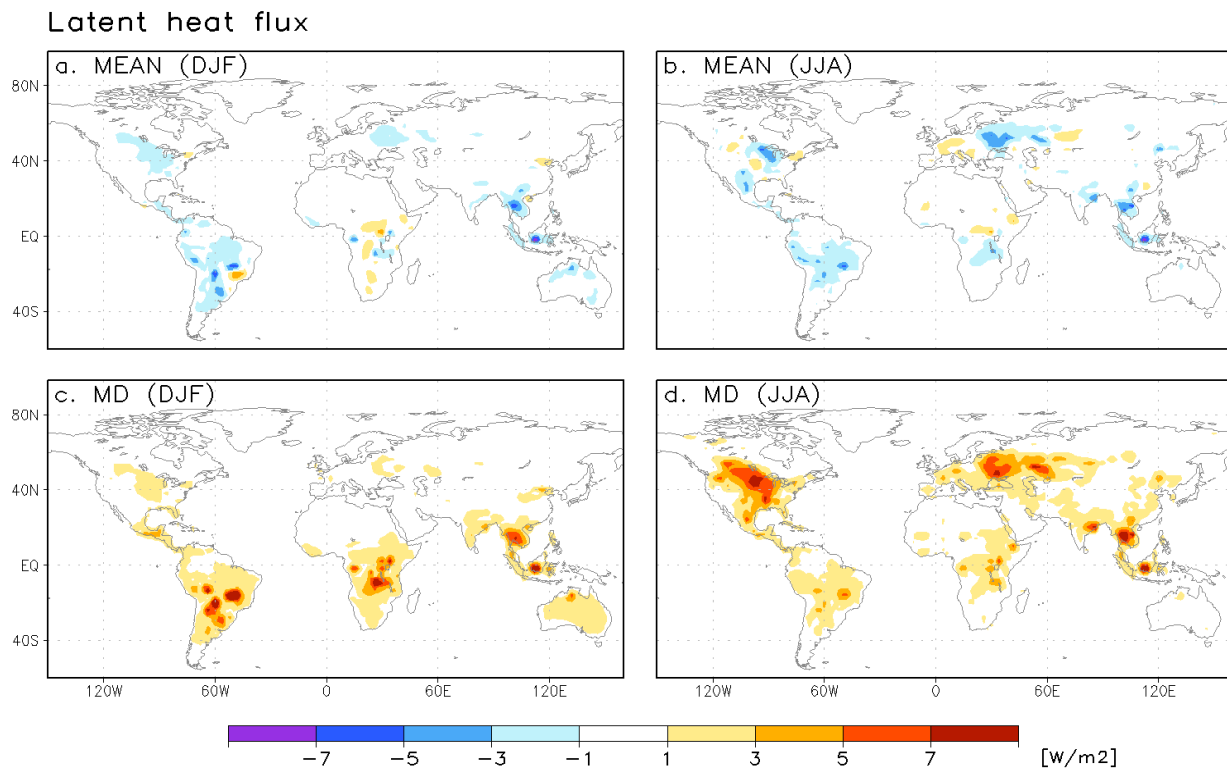 Latent heat flux
a. MEAN (DJF)
b. MEAN (JJA)
80N
40N
EQ
40S
c. MD (DJF)
d. MD (JJA)
80N
40N
EQ
40S
120W 60W 0 60E 120E
120W 60W 0 60E 120E
−7 −5 −3 −1 1 3 5 7 [W/m2]